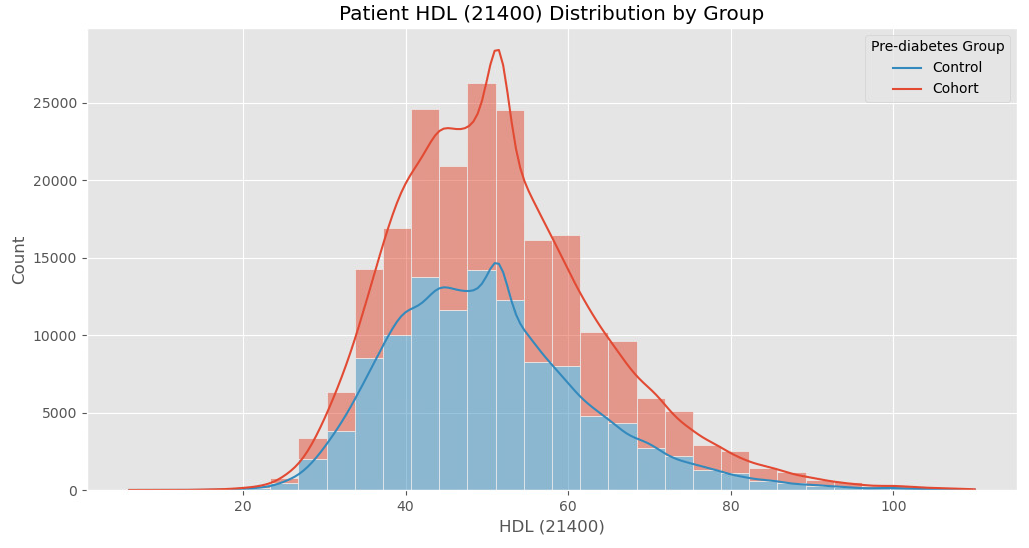 Patient HDL (21400) Distribution by Group
Pre-diabetes Group
Control
Cohort
Count
25000
20000
15000
10000
5000
0
20 40 60 80 100
HDL (21400)